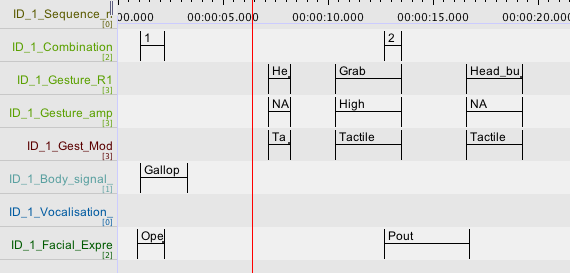 ID_1_Sequence_r
[0]
00:00.000 00:00:05.000 00:00:10.000 00:00:15.000 00:00:20.000
ID_1_Combination
[2]
1 2
ID_1_Gesture_R1
[3]
He Grab Head_bu
ID_1_Gesture_amp
[3]
NA High NA
ID_1_Gest_Mod
[3]
Ta Tactile Tactile
ID_1_Body_signal_
[1]
Gallop
ID_1_Vocalisation_
[0]
ID_1_Facial_Expre
[2]
Ope Pout